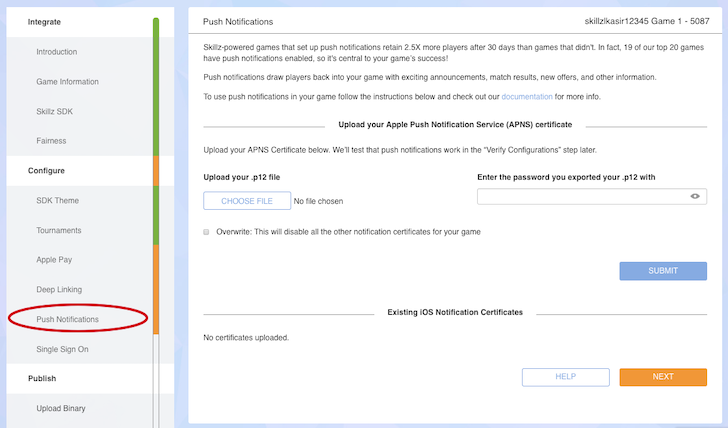 Integrate
Introduction
Game Information
Skillz SDK
Fairness
Configure
SDK Theme
Tournaments
Apple Pay
Deep Linking
Push Notifications
Single Sign On
Publish
Upload Binary
Push Notifications
skillzlkasir12345 Game 1 - 5087
Skillz-powered games that set up push notifications retain 2.5X more players after 30 days than games that didn't. In fact, 19 of our top 20 games
have push notifications enabled, so it's central to your game's success!
Push notifications draw players back into your game with exciting announcements, match results, new offers, and other information.
To use push notifications in your game follow the instructions below and check out our documentation for more info.
Upload your Apple Push Notification Service (APNS) certificate
Upload your APNS Certificate below. We'll test that push notifications work in the "Verify Configurations" step later.
Upload your .p12 file
Enter the password you exported your .p12 with
CHOOSE FILE No file chosen
Overwrite: This will disable all the other notification certificates for your game
SUBMIT
Existing iOS Notification Certificates
No certificates uploaded.
HELP
NEXT